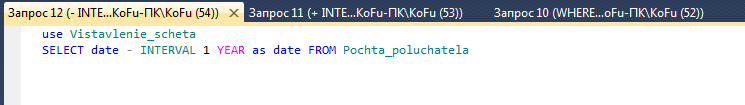 Запрос 12 (- INTE...KoFu-ПК\KoFu (54)) × Запрос 11 (+ INTE...KoFu-ПК\KoFu (53)) Запрос 10 (WHERE...oFu-ПК\KoFu (52))
use Vistavlenie_scheta
SELECT date - INTERVAL 1 YEAR as date FROM Pochta_poluchatela